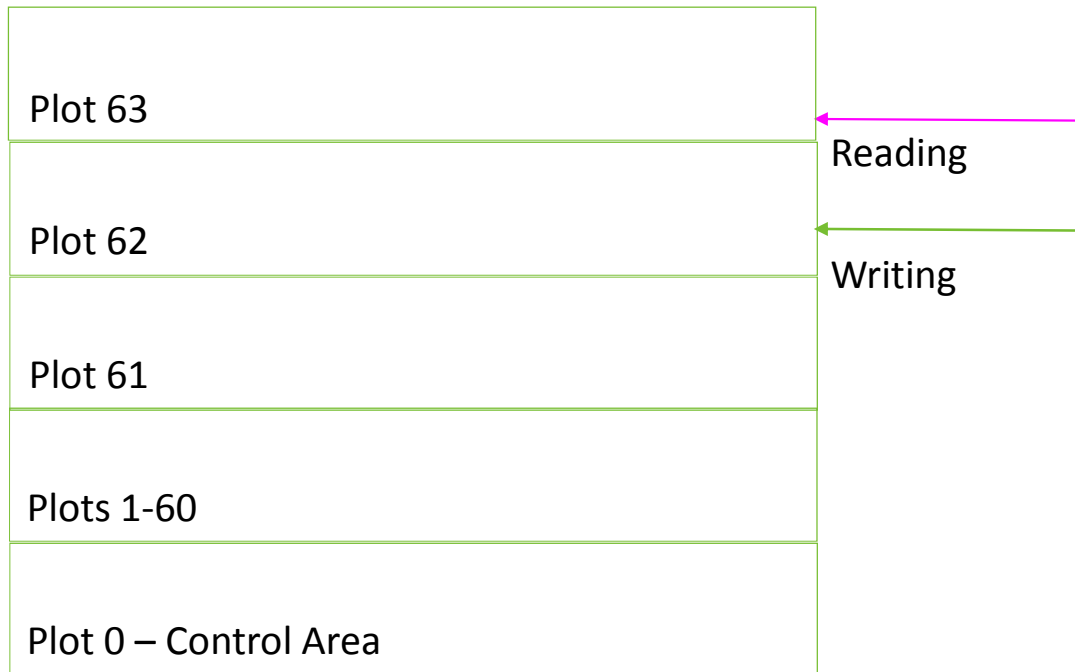 Plot 63
Reading
Plot 62
Writing
Plot 61
Plots 1-60
Plot 0 – Control Area